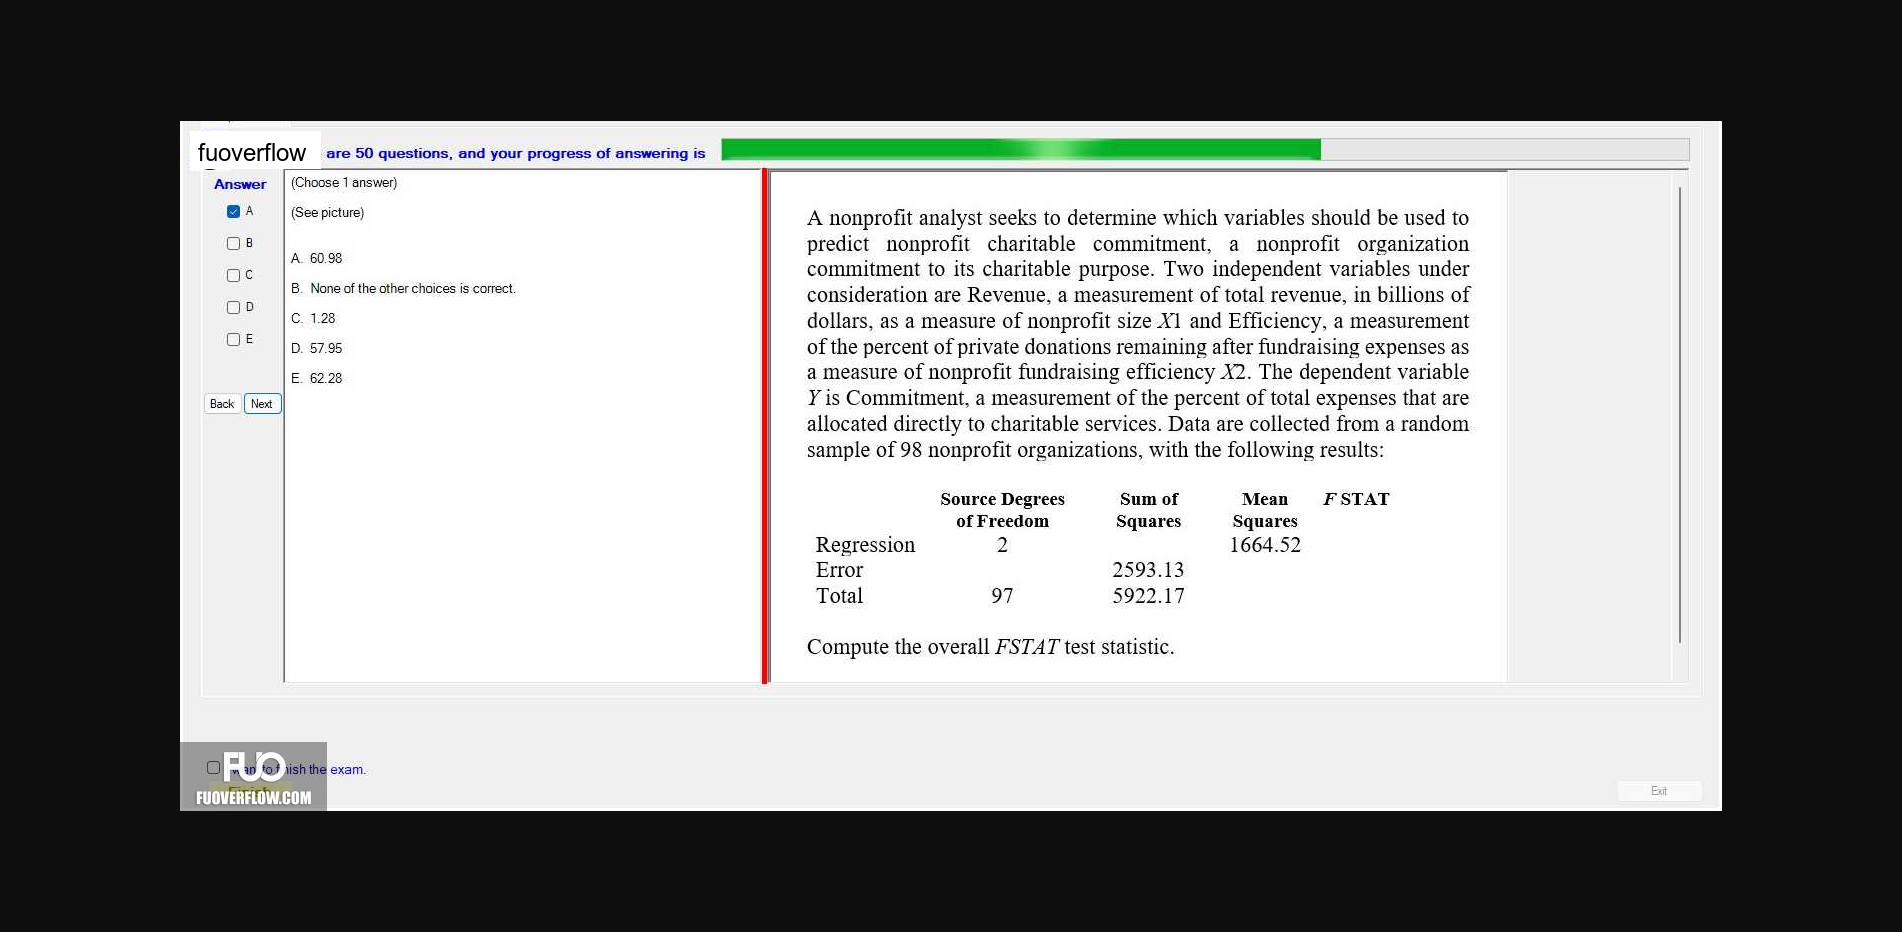 fuoverflow are 50 questions, and your progress of answering is
Answer
A
B
C
D
E
Back Next
(Choose 1 answer)
(See picture)
A. 60.98
B. None of the other choices is correct.
C. 1.28
D. 57.95
E. 62.28
A nonprofit analyst seeks to determine which variables should be used to
predict nonprofit charitable commitment, a nonprofit organization
commitment to its charitable purpose. Two independent variables under
consideration are Revenue, a measurement of total revenue, in billions of
dollars, as a measure of nonprofit size X1 and Efficiency, a measurement
of the percent of private donations remaining after fundraising expenses as
a measure of nonprofit fundraising efficiency X2. The dependent variable
Y is Commitment, a measurement of the percent of total expenses that are
allocated directly to charitable services. Data are collected from a random
sample of 98 nonprofit organizations, with the following results:
Source Degrees Sum of Mean F STAT
of Freedom Squares Squares
Regression 2 1664.52
Error 2593.13
Total 97 5922.17
Compute the overall FSTAT test statistic.
FUO
the exam.
FUOVERFLOW.COM
Exit